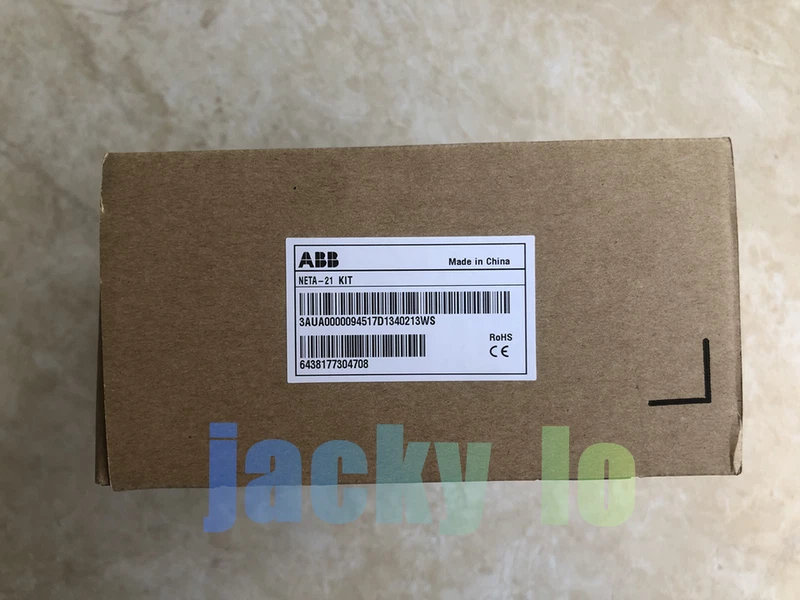 ABB
Made in China
NETA-21 KIT
3AUA0000094517D1340213WS
RoHS
CE
6438177304708
jacky lo